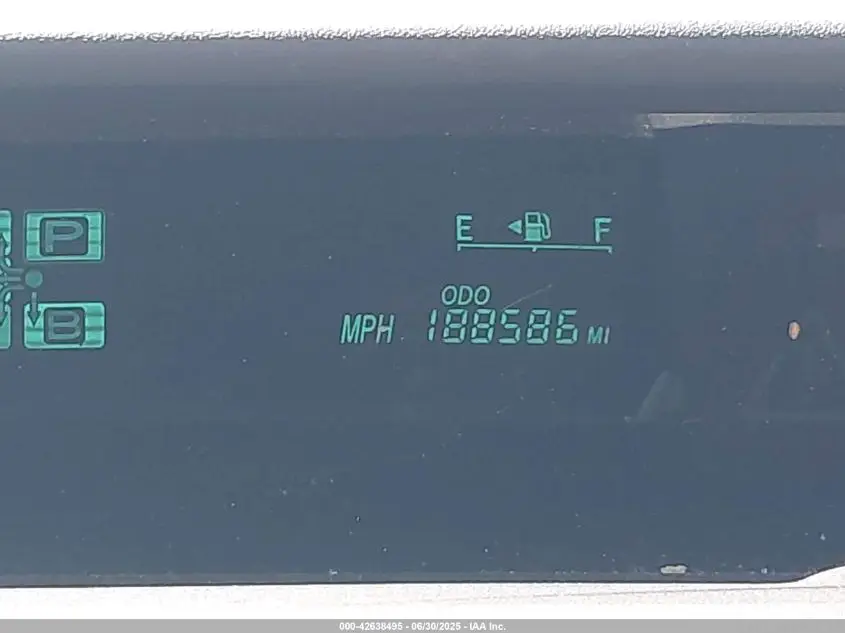 P
E F
ODO
MPH 188586 MI
B
000-42638495 - 06/30/2025 - IAA Inc.